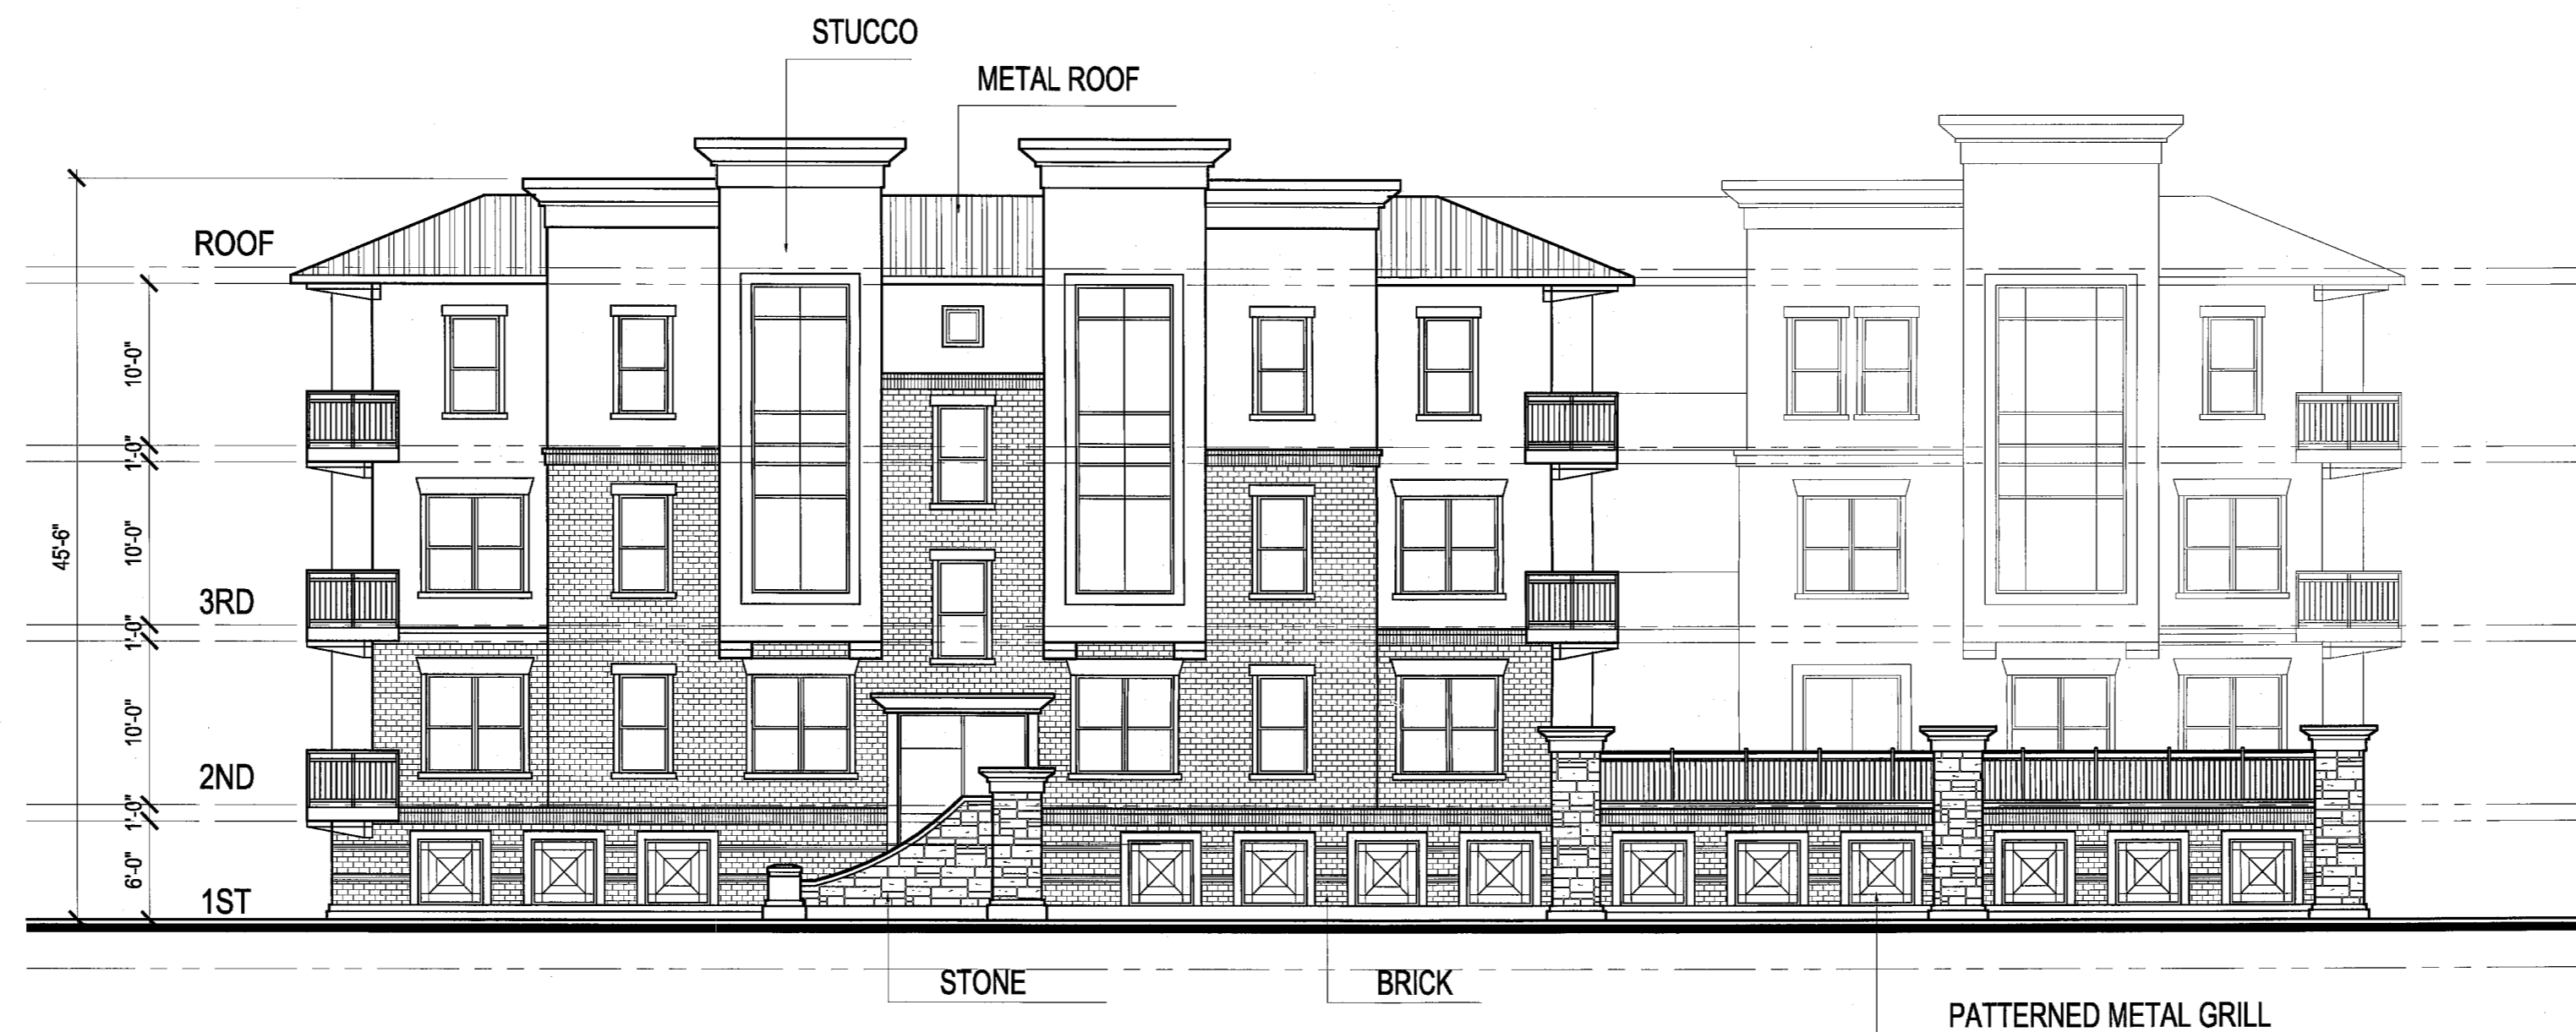 STUCCO
METAL ROOF
ROOF
10'-0"
1'-0"
45'-6"
10'-0"
3RD
1'-0"
10'-0"
2ND
1'-0"
6'-0"
1ST
STONE
BRICK
PATTERNED METAL GRILL